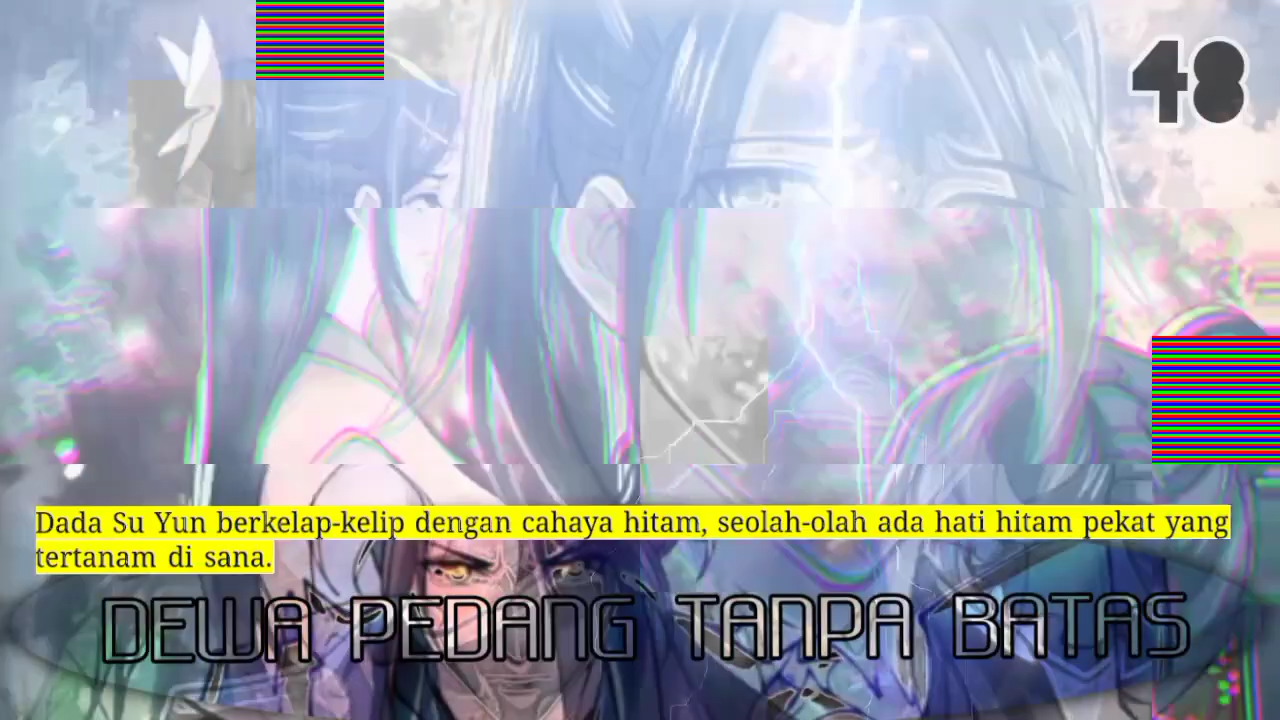 48
Dada Su Yun berkelap-kelip dengan cahaya hitam, seolah-olah ada hati hitam pekat yang
tertanam di sana.
DEWA PEDANG TANPA BATAS